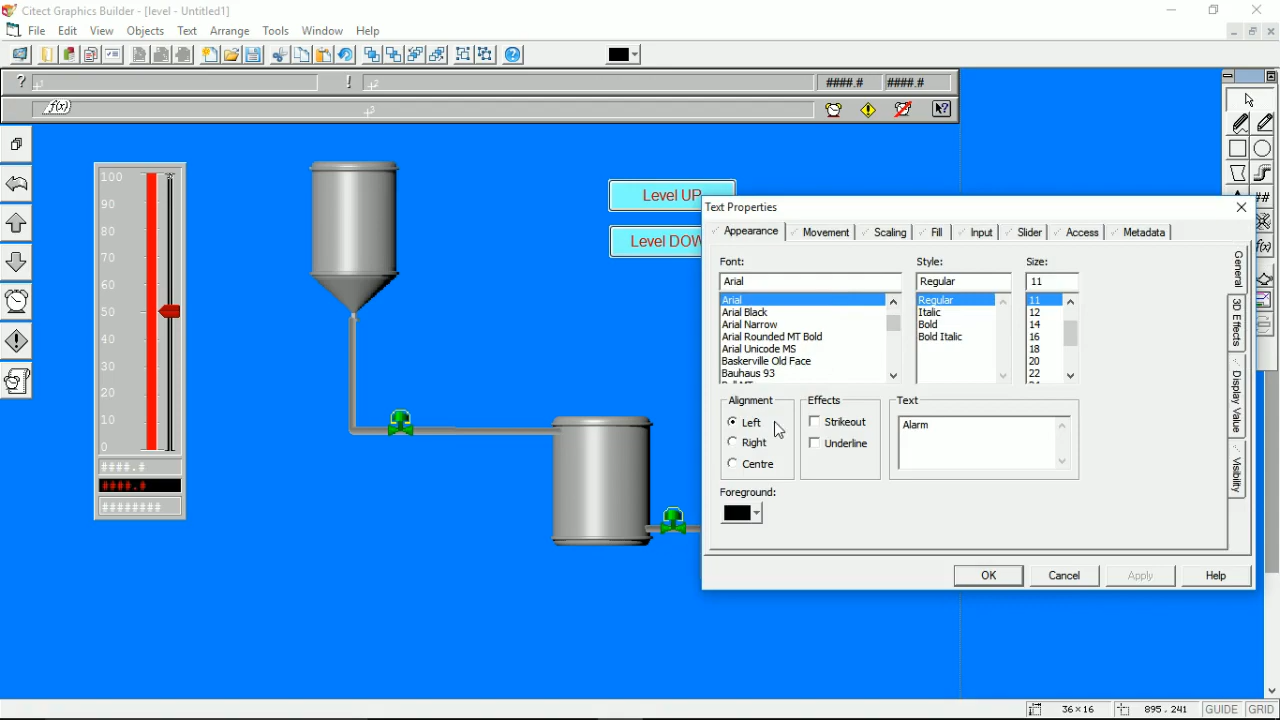 Citect Graphics Builder - [level - Untitled1]
File Edit View Objects Text Arrange Tools Window Help
? +1 ! +2 ####.# ####.#
f(x) +3
100
90
80
70
60
50
40
30
20
10
0
####.#
####.#
########
Level UP
Level DOW
##
f(x)
Text Properties
Appearance Movement Scaling Fill Input Slider Access Metadata
General
3D Effects
Display Value
Visibility
Font: Style: Size:
Arial Regular 11
Arial Regular 11
Arial Black Italic 12
Arial Narrow Bold 14
Arial Rounded MT Bold Bold Italic 16
Arial Unicode MS 18
Baskerville Old Face 20
Bauhaus 93 22
Alignment Effects Text
Left Strikeout Alarm
Right Underline
Centre
Foreground:
OK Cancel Apply Help
36×16 895, 241 GUIDE GRID